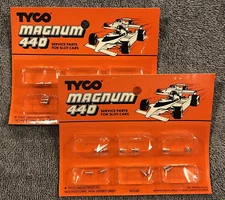 TYCO
MAGNUM
440
SERVICE PARTS
FOR SLOT CARS
TYCO
MAGNUM
440
SERVICE PARTS
FOR SLOT CARS